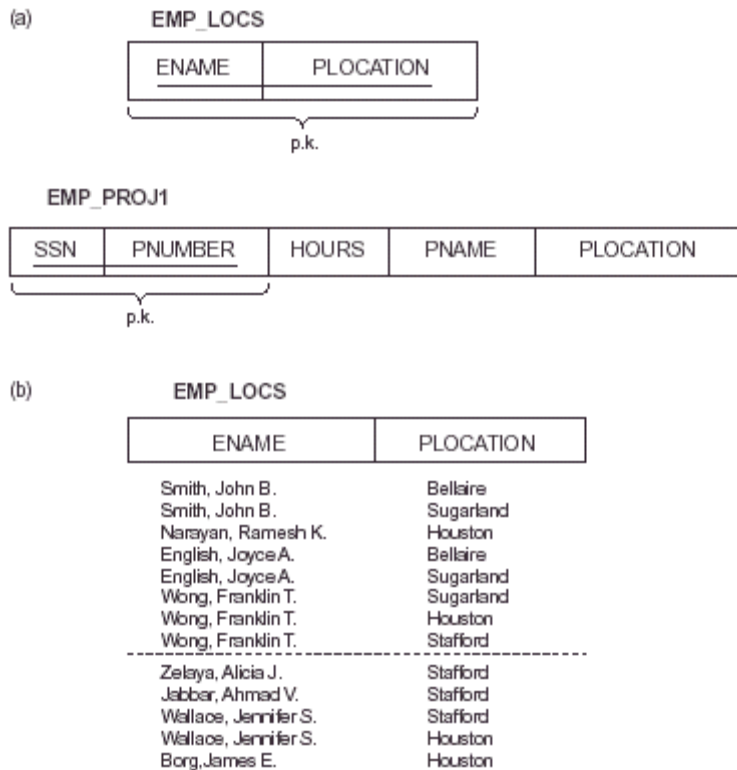 (a) EMP_LOCS
ENAME PLOCATION
p.k.
EMP_PROJ1
SSN PNUMBER HOURS PNAME PLOCATION
p.k.
(b) EMP_LOCS
ENAME PLOCATION
Smith, John B. Bellaire
Smith, John B. Sugarland
Narayan, Ramesh K. Houston
English, Joyce A. Bellaire
English, Joyce A. Sugarland
Wong, Franklin T. Sugarland
Wong, Franklin T. Houston
Wong, Franklin T. Stafford
Zelaya, Alicia J. Stafford
Jabbar, Ahmad V. Stafford
Wallace, Jennifer S. Stafford
Wallace, Jennifer S. Houston
Borg,James E. Houston